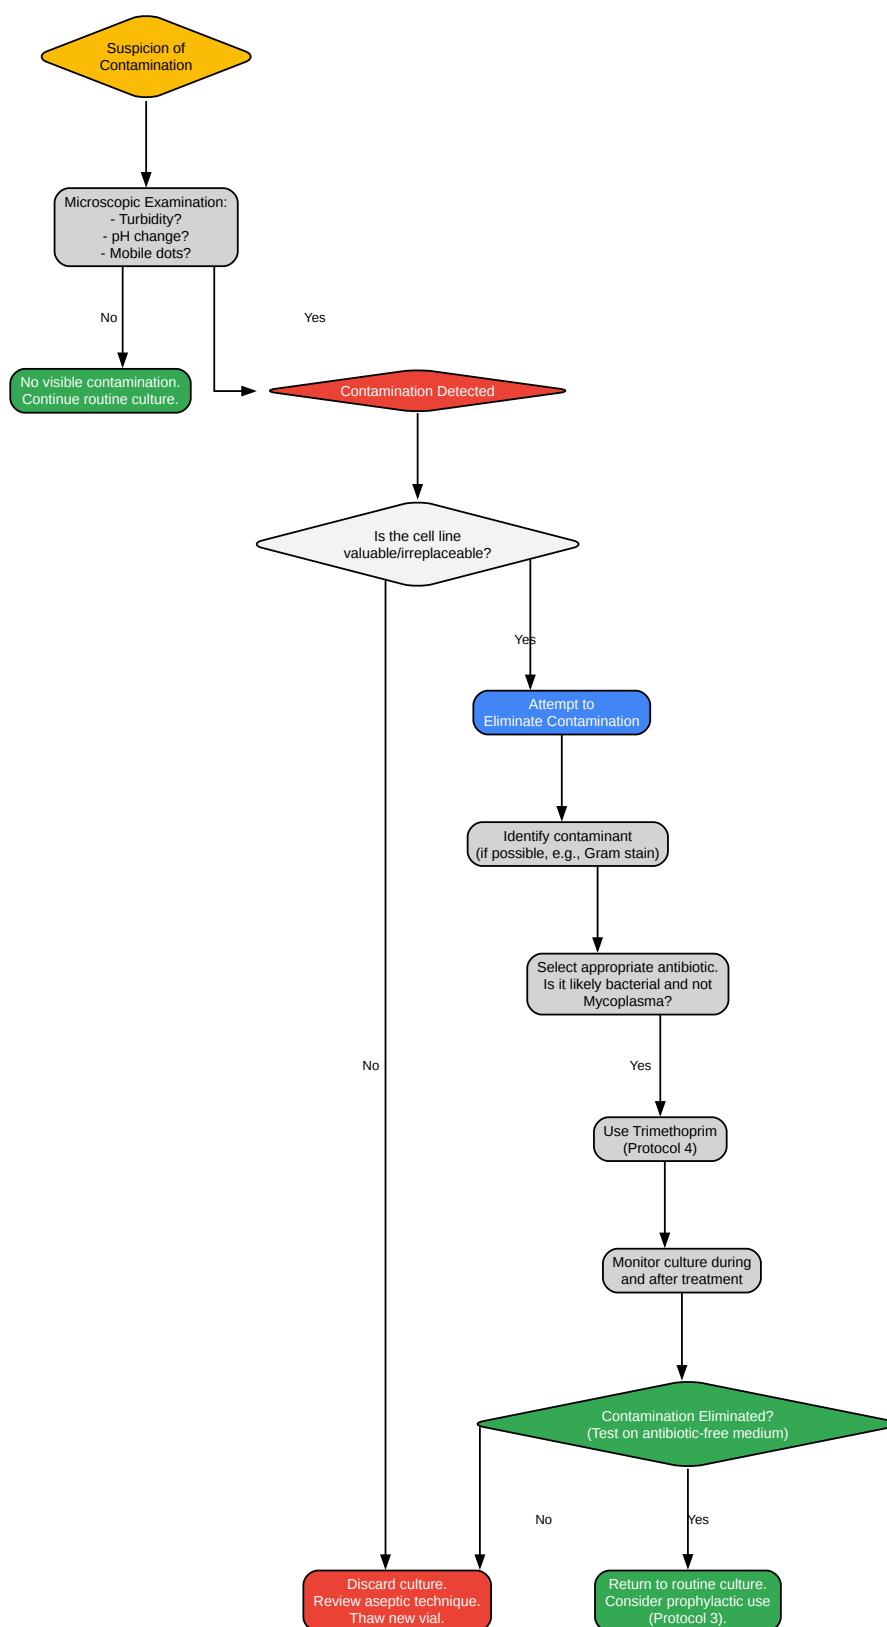 Suspicion of
Contamination
Microscopic Examination:
- Turbidity?
- pH change?
- Mobile dots?
No
Yes
No visible contamination.
Continue routine culture.
Contamination Detected
Is the cell line
valuable/irreplaceable?
Yes
Attempt to
Eliminate Contamination
Identify contaminant
(if possible, e.g., Gram stain)
Select appropriate antibiotic.
Is it likely bacterial and not
Mycoplasma?
No
Yes
Use Trimethoprim
(Protocol 4)
Monitor culture during
and after treatment
Contamination Eliminated?
(Test on antibiotic-free medium)
No
Yes
Discard culture.
Review aseptic technique.
Thaw new vial.
Return to routine culture.
Consider prophylactic use
(Protocol 3).